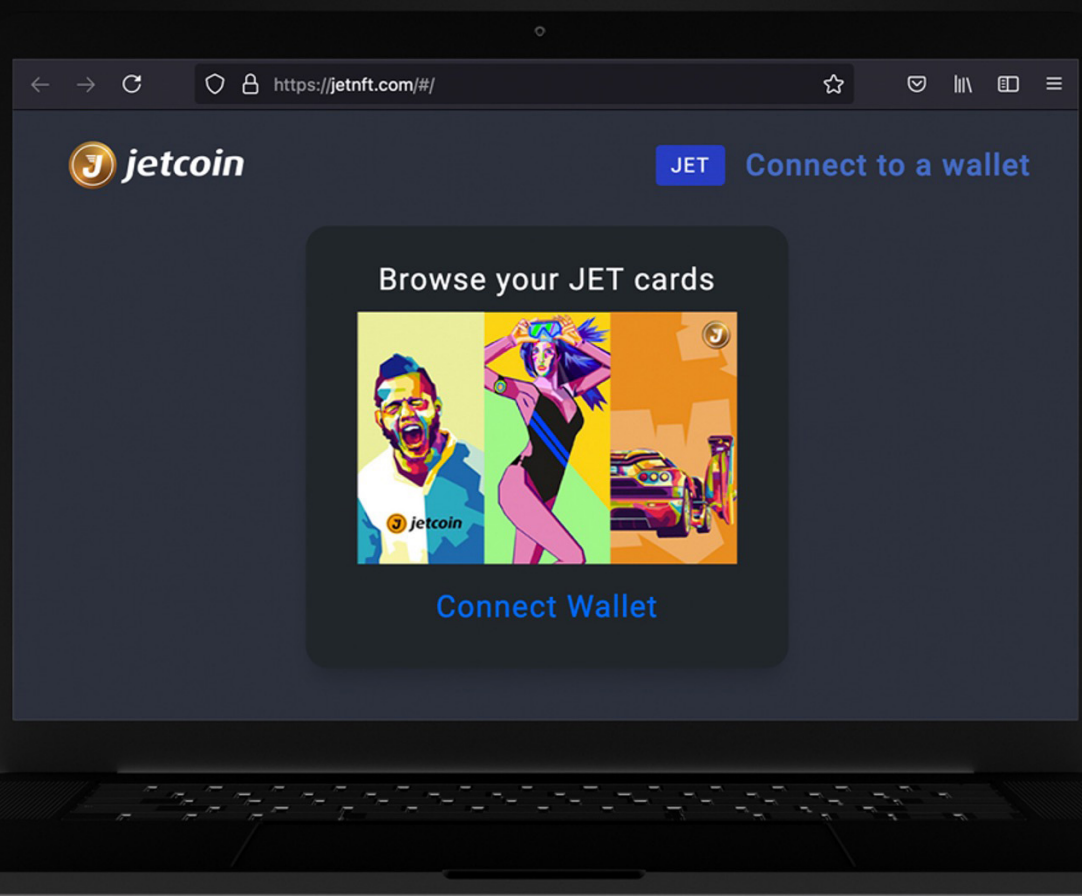 https://jetnft.com/#/
J jetcoin
JET Connect to a wallet
Browse your JET cards
J
J jetcoin
Connect Wallet